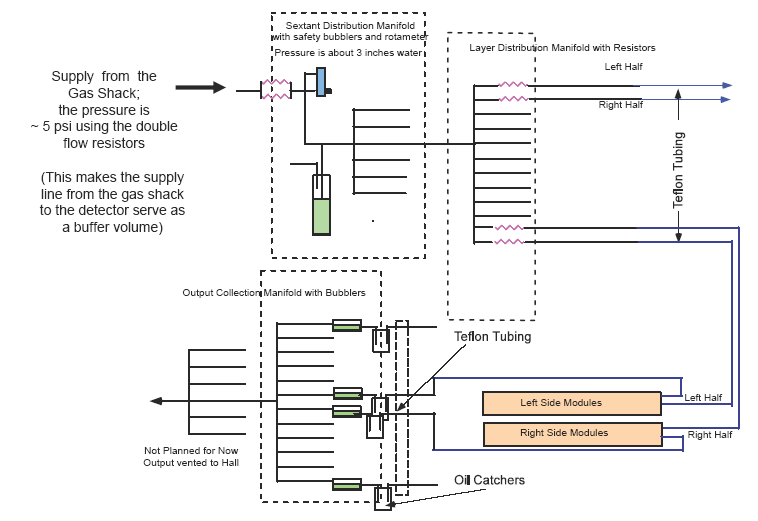 Sextant Distribution Manifold
with safety bubblers and rotameter
Pressure is about 3 inches water
Layer Distribution Manifold with Resistors
Left Half
Right Half
Supply from the
Gas Shack;
the pressure is
~ 5 psi using the double
flow resistors
(This makes the supply
line from the gas shack
to the detector serve as
a buffer volume)
Teflon Tubing
Output Collection Manifold with Bubblers
Teflon Tubing
Left Side Modules
Left Half
Right Side Modules
Right Half
Not Planned for Now
Output vented to Hall
Oil Catchers